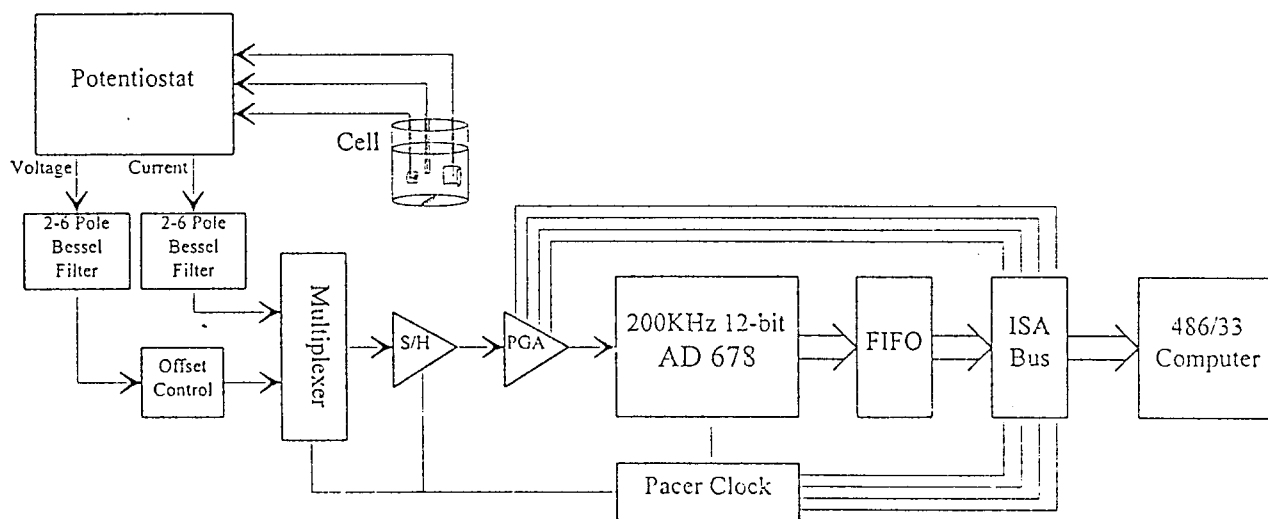 Potentiostat
Cell
Voltage
Current
2-6 Pole
Bessel
Filter
2-6 Pole
Bessel
Filter
Offset
Control
Multiplexer
S/H
PGA
200KHz 12-bit
AD 678
FIFO
ISA
Bus
486/33
Computer
Pacer Clock